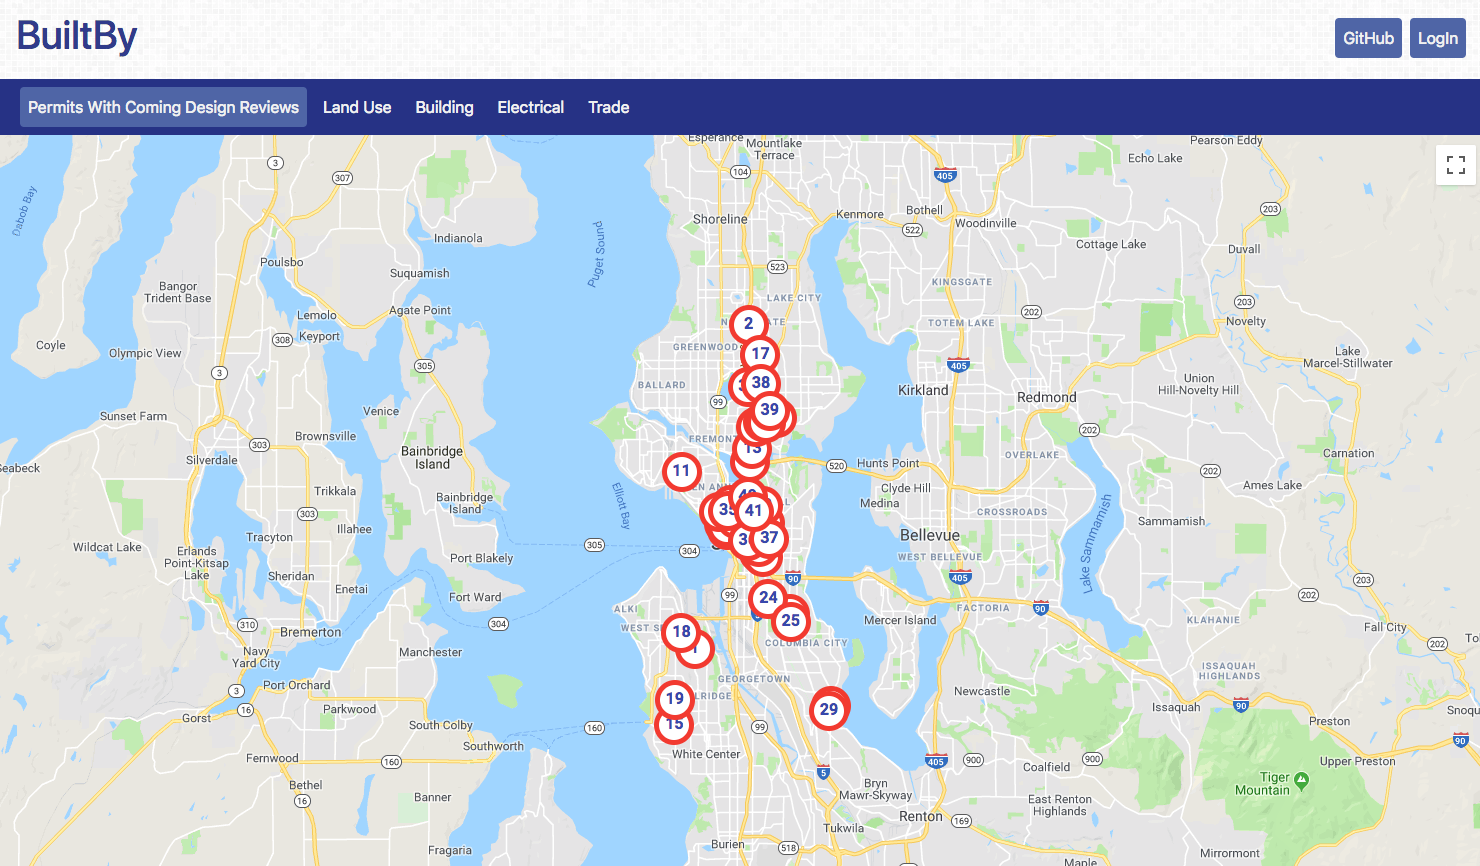 BuiltBy
GitHub
LogIn
Permits With Coming Design Reviews
Land Use
Building
Electrical
Trade
Esperance
Mountlake
Terrace
Pearson Eddy
Echo Lake
3
307
104
405
Dabob Bay
Shoreline
Kenmore
Bothell
Woodinville
203
522
Indianola
Puget Sound
Cottage Lake
Duvall
Poulsbo
Suquamish
523
Bangor
Trident Base
KINGSGATE
LAKE CITY
203
Lemolo
Agate Point
202
Novelty
2
TOTEM LAKE
308
Keyport
Coyle
Olympic View
GREENWOOD
17
Lake
Marcel-Stillwater
305
3
405
BALLARD
38
Kirkland
Union
Hill-Novelty Hill
Redmond
99
39
Sunset Farm
Venice
202
Brownsville
303
FREMONT
13
Bainbridge
Island
OVERLAKE
Carnation
Silverdale
Seabeck
11
520
Hunts Point
202
Trikkala
Clyde Hill
Ames Lake
Medina
Bainbridge
Island
Elliott Bay
40
35
41
CROSSROADS
303
Illahee
Sammamish
Lake Sammamish
Tracyton
37
Bellevue
Wildcat Lake
Erlands
Point-Kitsap
Lake
305
304
Port Blakely
WEST BELLEVUE
Sheridan
90
405
203
Enetai
Fort Ward
99
24
202
ALKI
FACTORIA
90
25
Mercer Island
KLAHANIE
310
Bremerton
304
18
Fall City
COLUMBIA CITY
202
Navy
Yard City
Manchester
1
ISSAQUAH
HIGHLANDS
GEORGETOWN
Port Orchard
3
Newcastle
19
16
Parkwood
29
Issaquah
90
Gorst
South Colby
160
15
99
Preston
90
Southworth
White Center
Fernwood
160
405
900
900
Upper Preston
5
Coalfield
Bethel
Bryn
Mawr-Skyway
Tiger
Mountain
16
Banner
East Renton
Highlands
Renton
169
Tukwila
Burien
518
Fragaria
Mirrormont
Maple